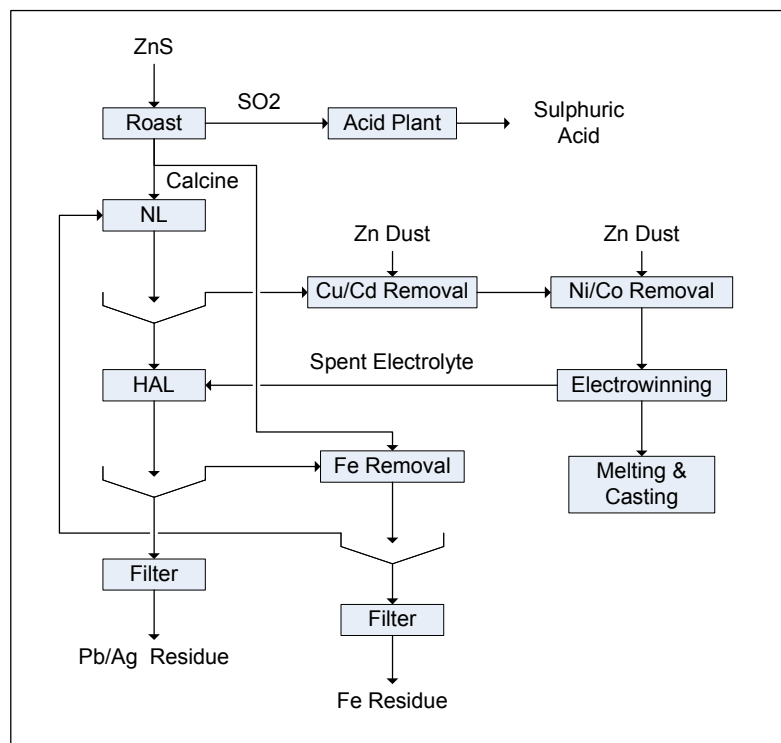 ZnS
SO2
Roast
Acid Plant
Sulphuric
Acid
Calcine
NL
Zn Dust
Zn Dust
Cu/Cd Removal
Ni/Co Removal
Spent Electrolyte
HAL
Electrowinning
Fe Removal
Melting &
Casting
Filter
Filter
Pb/Ag Residue
Fe Residue